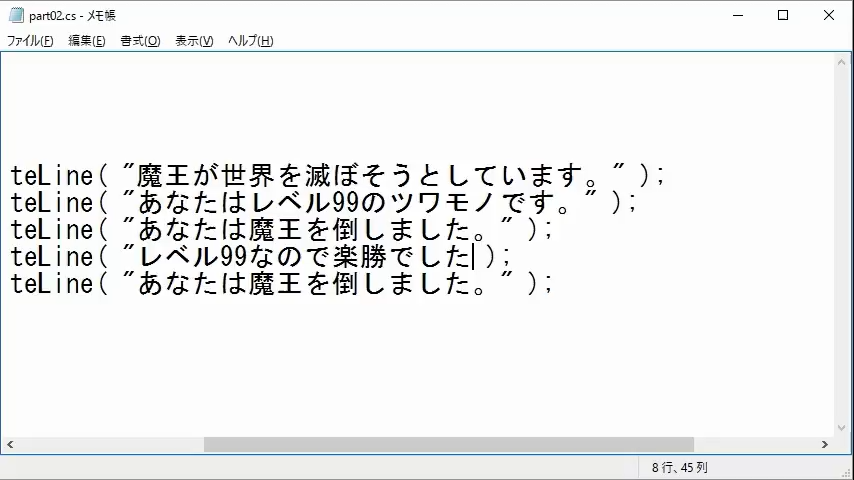 part02.cs - メモ帳
ファイル(F) 編集(E) 書式(O) 表示(V) ヘルプ(H)
teLine( "魔王が世界を滅ぼそうとしています。" );
teLine( "あなたはレベル99のツワモノです。" );
teLine( "あなたは魔王を倒しました。" );
teLine( "レベル99なので楽勝でした );
teLine( "あなたは魔王を倒しました。" );
8 行、45 列